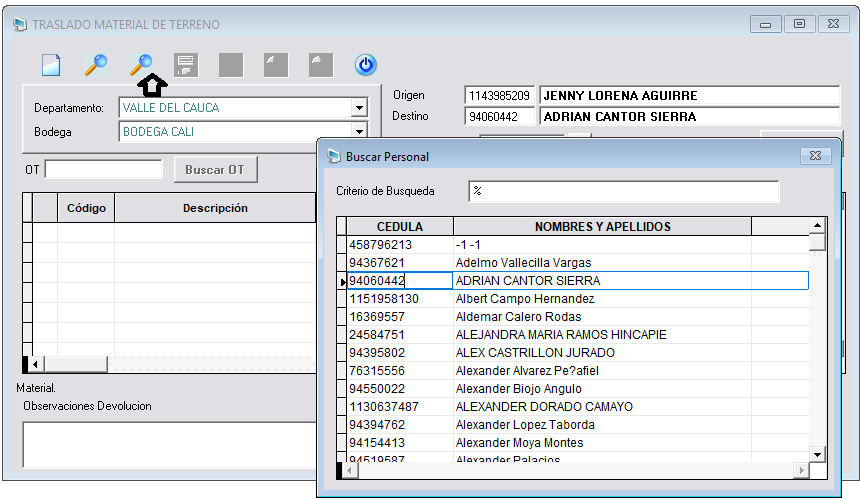 TRASLADO MATERIAL DE TERRENO
Origen 1143985209 JENNY LORENA AGUIRRE
Departamento: VALLE DEL CAUCA
Destino 94060442 ADRIAN CANTOR SIERRA
Bodega BODEGA CALI
OT Buscar OT
Código Descripción
Material.
Observaciones Devolucion
Buscar Personal
Criterio de Busqueda %
CEDULA NOMBRES Y APELLIDOS
458796213 -1 -1
94367621 Adelmo Vallecilla Vargas
94060442 ADRIAN CANTOR SIERRA
1151958130 Albert Campo Hernandez
16369557 Aldemar Calero Rodas
24584751 ALEJANDRA MARIA RAMOS HINCAPIE
94395802 ALEX CASTRILLON JURADO
76315556 Alexander Alvarez Pe?afiel
94550022 Alexander Biojo Angulo
1130637487 ALEXANDER DORADO CAMAYO
94394762 Alexander Lopez Taborda
94154413 Alexander Moya Montes
94519587 Alexander Palacios